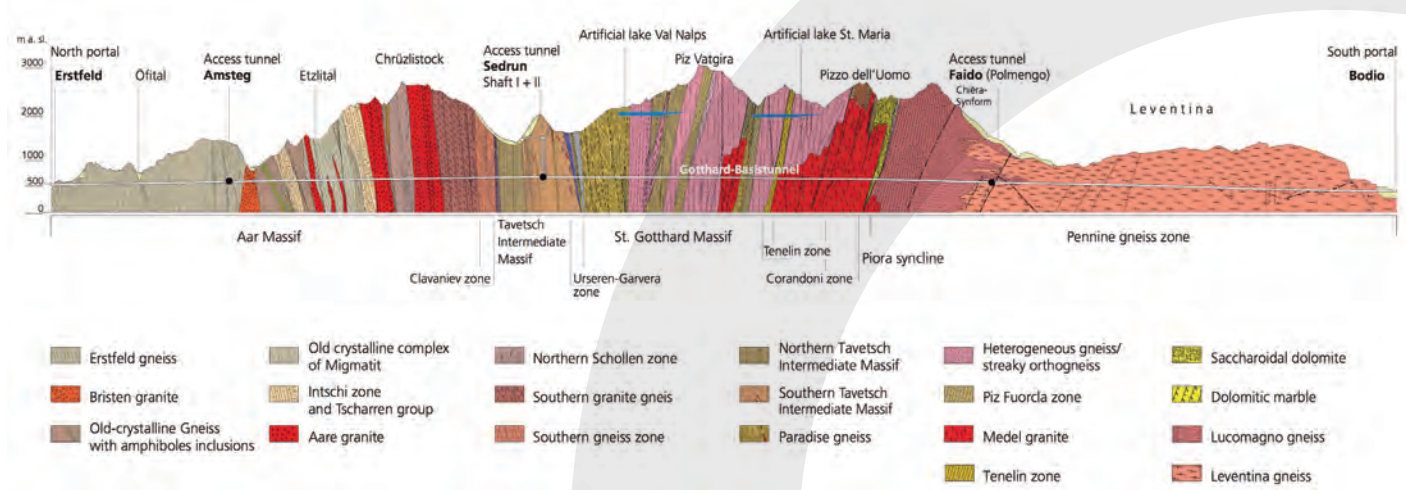 Artificial lake Val Nalps
Artificial lake St. Maria
m a. sl.
3000
2000
1000
500
0
North portal
Erstfeld
Ofital
Access tunnel
Amsteg
Etzlital
Chrüzlistock
Access tunnel
Sedrun
Shaft I + II
Piz Vatgira
Pizzo dell'Uomo
Access tunnel
Faido (Polmengo)
Chièra-
Synform
Leventina
South portal
Bodio
Gotthard-Basistunnel
Aar Massif
Clavaniev zone
Tavetsch
Intermediate
Massif
Urseren-Garvera
zone
St. Gotthard Massif
Tenelin zone
Corandoni zone
Piora syncline
Pennine gneiss zone
Erstfeld gneiss
Bristen granite
Old-crystalline Gneiss
with amphiboles inclusions
Old crystalline complex
of Migmatit
Intschi zone
and Tscharren group
Aare granite
Northern Schollen zone
Southern granite gneis
Southern gneiss zone
Northern Tavetsch
Intermediate Massif
Southern Tavetsch
Intermediate Massif
Paradise gneiss
Heterogeneous gneiss/
streaky orthogneiss
Piz Fuorcla zone
Medel granite
Tenelin zone
Saccharoidal dolomite
Dolomitic marble
Lucomagno gneiss
Leventina gneiss